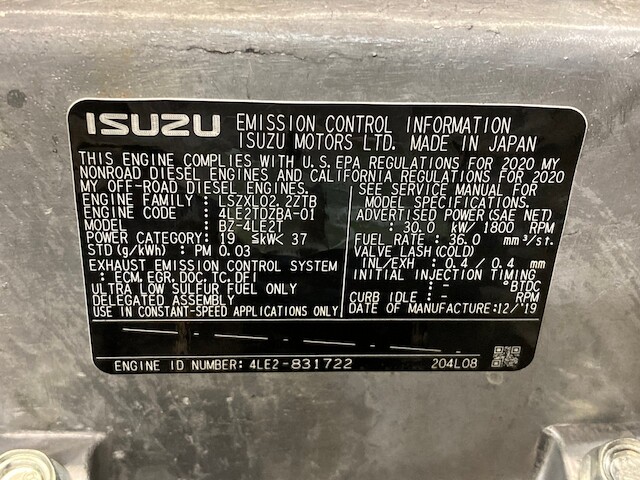 ISUZU EMISSION CONTROL INFORMATION
ISUZU MOTORS LTD. MADE IN JAPAN
THIS ENGINE COMPLIES WITH U.S.EPA REGULATIONS FOR 2020 MY
NONROAD DIESEL ENGINES AND CALIFORNIA REGULATIONS FOR 2020
MY OFF-ROAD DIESEL ENGINES.
ENGINE FAMILY : LSZXL02.2ZTB
ENGINE CODE : 4LE2TDZBA-01
MODEL : BZ-4LE2T
POWER CATEGORY : 19 ≤kW< 37
STD (g/kWh) : PM 0.03
EXHAUST EMISSION CONTROL SYSTEM
: ECM, EGR, DOC, TC, DFI
ULTRA LOW SULFUR FUEL ONLY
DELEGATED ASSEMBLY
USE IN CONSTANT-SPEED APPLICATIONS ONLY
SEE SERVICE MANUAL FOR
MODEL SPECIFICATIONS.
ADVERTISED POWER(SAE NET)
: 30.0 kW/ 1800 RPM
FUEL RATE : 36.0 mm³/st.
VALVE LASH (COLD)
IN./EXH : 0.4 / 0.4 mm
INITIAL INJECTION TIMING
: - °BTDC
CURB IDLE : - RPM
DATE OF MANUFACTURE:12/'19
ENGINE ID NUMBER: 4LE2-831722 204L08